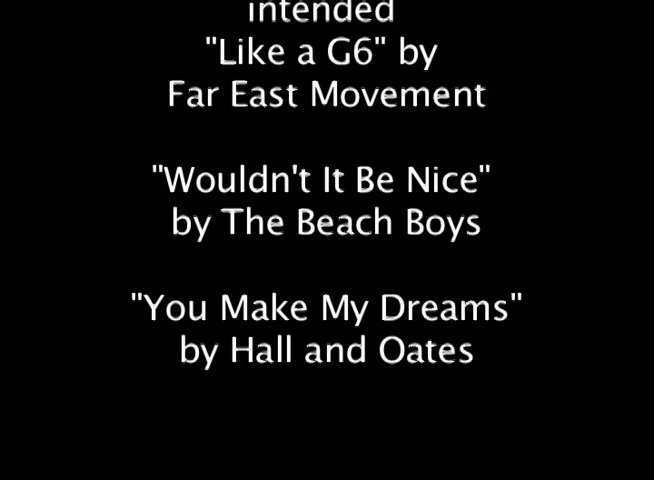 intended
"Like a G6" by
Far East Movement
"Wouldn't It Be Nice"
by The Beach Boys
"You Make My Dreams"
by Hall and Oates